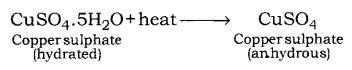 CuSO₄.5H₂O+heat ⟶ CuSO₄
Copper sulphate Copper sulphate
(hydrated) (anhydrous)